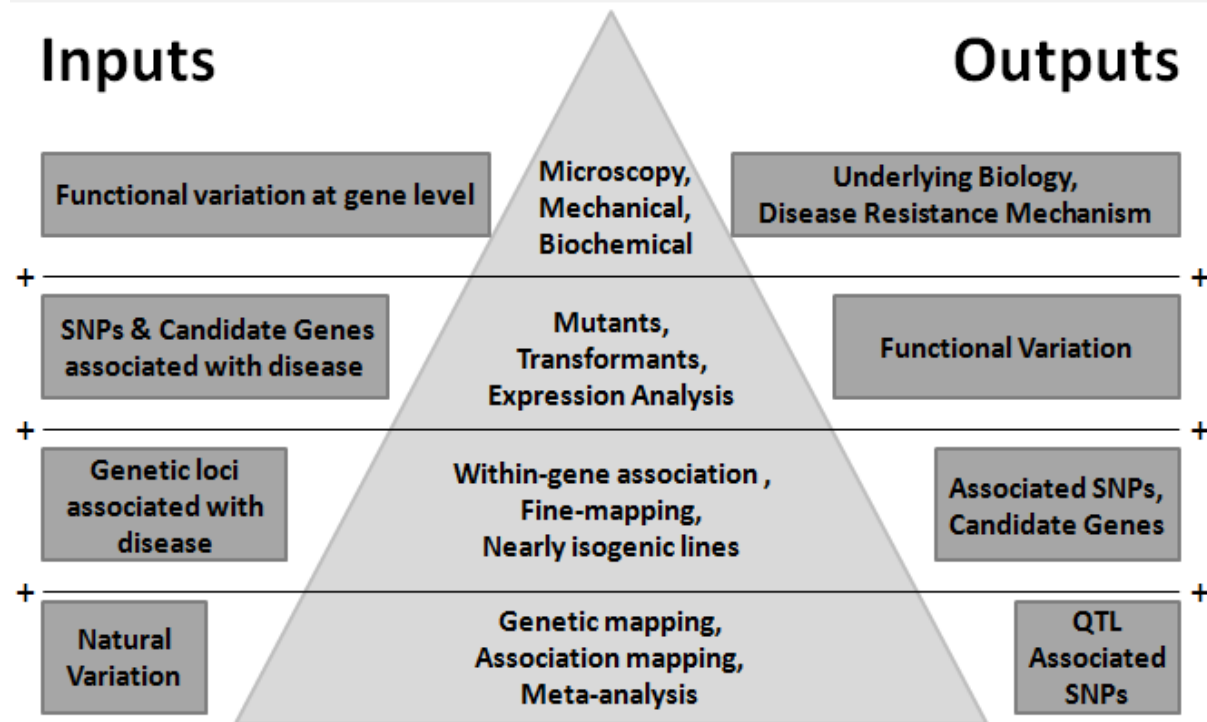 Inputs
Outputs
Functional variation at gene level
Microscopy,
Mechanical,
Biochemical
Underlying Biology,
Disease Resistance Mechanism
+
+
SNPs & Candidate Genes
associated with disease
Mutants,
Transformants,
Expression Analysis
Functional Variation
+
+
Genetic loci
associated with
disease
Within-gene association ,
Fine-mapping,
Nearly isogenic lines
Associated SNPs,
Candidate Genes
+
+
Natural
Variation
Genetic mapping,
Association mapping,
Meta-analysis
QTL
Associated
SNPs